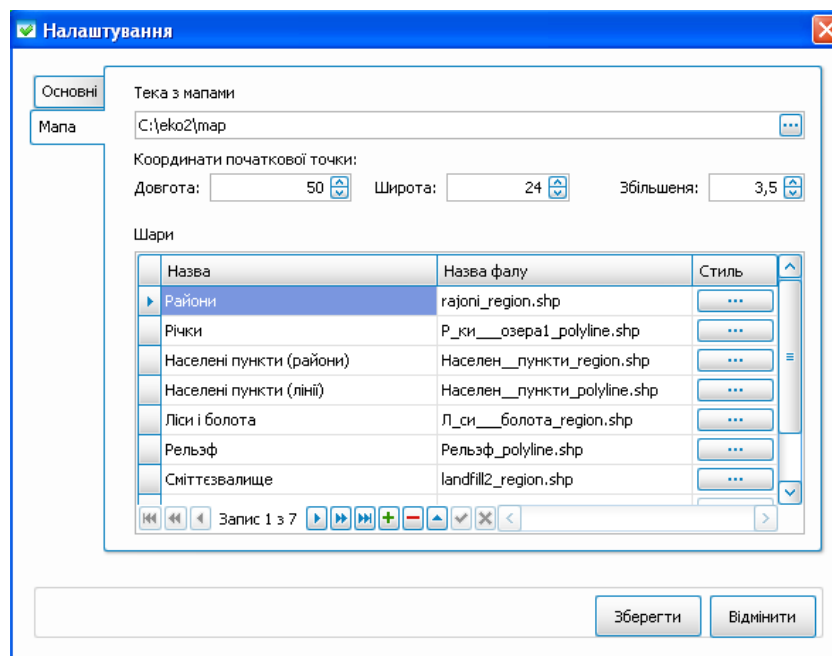 Налаштування
Основні
Мапа
Тека з мапами
C:\eko2\map
...
Координати початкової точки:
Довгота: 50 Широта: 24 Збільшеня: 3,5
Шари
Назва Назва фалу Стиль
Райони rajoni_region.shp ...
Річки Р_ки___озера1_polyline.shp ...
Населені пункти (райони) Населен__пункти_region.shp ...
Населені пункти (лінії) Населен__пункти_polyline.shp ...
Ліси і болота Л_си___болота_region.shp ...
Рельэф Рельэф_polyline.shp ...
Сміттєзвалище landfill2_region.shp ...
Запис 1 з 7
Зберегти Відмінити